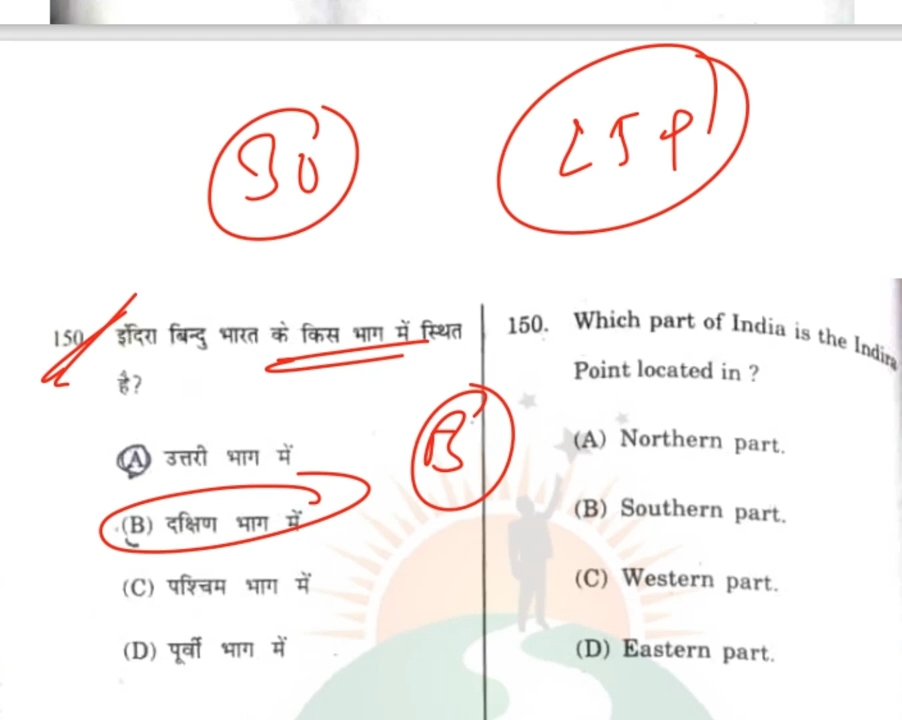 30
150. इंदिरा बिन्दु भारत के किस भाग में स्थित
है?
(A) उत्तरी भाग में
(B) दक्षिण भाग में
(C) पश्चिम भाग में
(D) पूर्वी भाग में
B
150. Which part of India is the Indira
Point located in ?
(A) Northern part.
(B) Southern part.
(C) Western part.
(D) Eastern part.